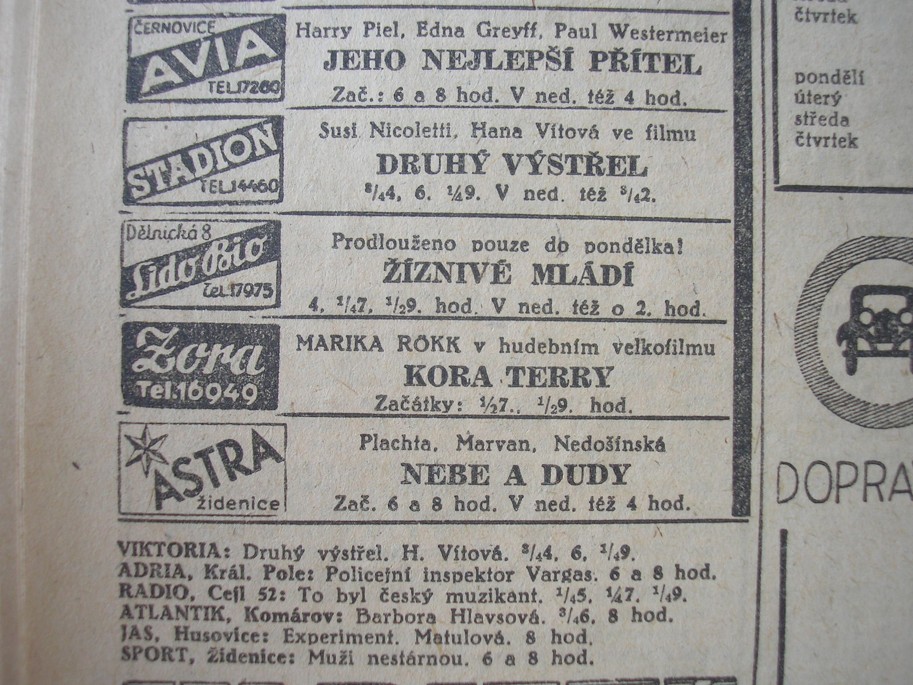 ČERNOVICE
AVIA
TEL.17260
Harry Piel, Edna Greyff, Paul Westermeier
JEHO NEJLEPŠÍ PŘÍTEL
Zač.: 6 a 8 hod. V ned. též 4 hod.
STADION
TEL.14460
Susi Nicoletti, Hana Vítová ve filmu
DRUHÝ VÝSTŘEL
³/₄4, 6, ¼9. V ned. též ³/₄2.
Dělnická 8
Lido Bio
Tel.17975
Prodlouženo pouze do pondělka!
ŽÍZNIVÉ MLÁDÍ
4, ¹/₄7, ¹/₂9. hod. V ned. též o 2. hod.
Zora
Tel.16949
MARIKA RÖKK v hudebním velkofilmu
KORA TERRY
Začátky: ½7., ¹/₂9. hod.
ASTRA
židenice
Plachta, Marvan, Nedošínská
NEBE A DUDY
Zač. 6 a 8 hod. V ned. též 4 hod.
VIKTORIA: Druhý výstřel. H. Vítová. ³/₄4, 6, ¹/₄9.
ADRIA, Král. Pole: Policejní inspektor Vargas. 6 a 8 hod.
RADIO, Cejl 52: To byl český muzikant. ¹/₄5, ¼7, ¹/₄9.
ATLANTIK, Komárov: Barbora Hlavsová. ³/₄6, 8 hod.
JAS, Husovice: Experiment. Matulová. 8 hod.
SPORT, židenice: Muži nestárnou. 6 a 8 hod.
čtvrtek
pondělí
úterý
středa
čtvrtek
DOPRA